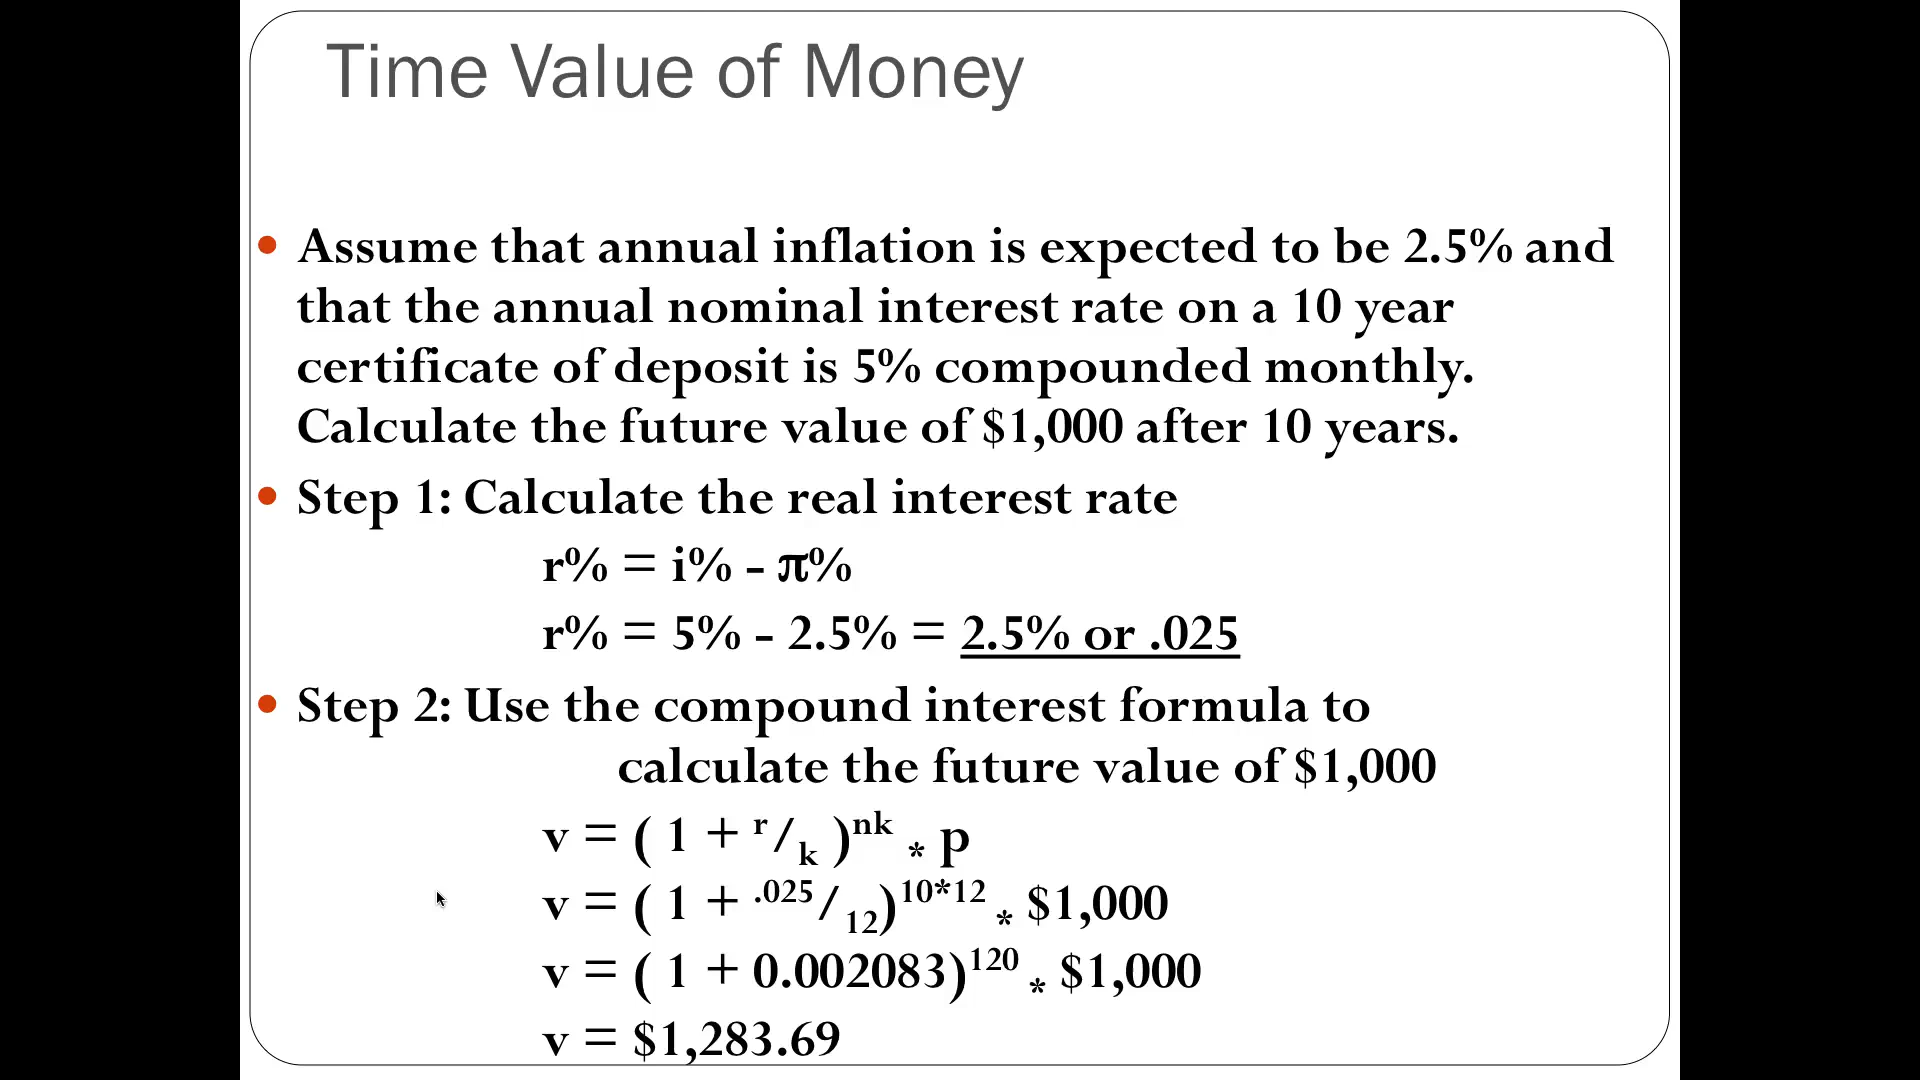 Time Value of Money
• Assume that annual inflation is expected to be 2.5% and
that the annual nominal interest rate on a 10 year
certificate of deposit is 5% compounded monthly.
Calculate the future value of $1,000 after 10 years.
• Step 1: Calculate the real interest rate
r% = i% - π%
r% = 5% - 2.5% = 2.5% or .025
• Step 2: Use the compound interest formula to
calculate the future value of $1,000
v = ( 1 + r/k )^nk * p
v = ( 1 + .025/12)^10*12 * $1,000
v = ( 1 + 0.002083)^120 * $1,000
v = $1,283.69